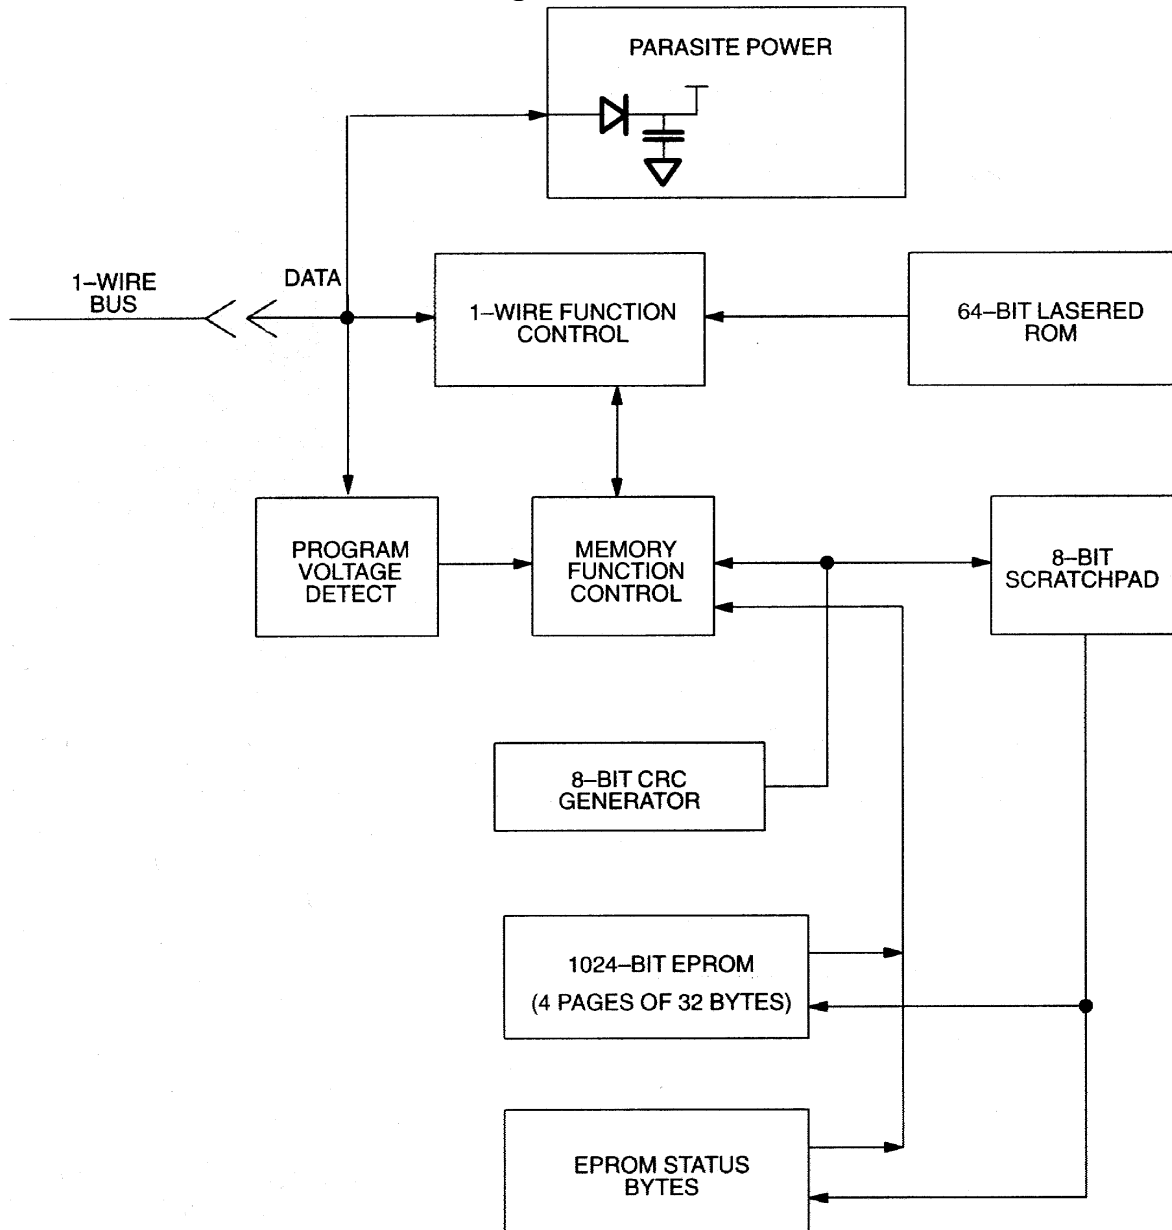 PARASITE POWER
1–WIRE
BUS
DATA
1–WIRE FUNCTION
CONTROL
64–BIT LASERED
ROM
PROGRAM
VOLTAGE
DETECT
MEMORY
FUNCTION
CONTROL
8–BIT
SCRATCHPAD
8–BIT CRC
GENERATOR
1024–BIT EPROM
(4 PAGES OF 32 BYTES)
EPROM STATUS
BYTES